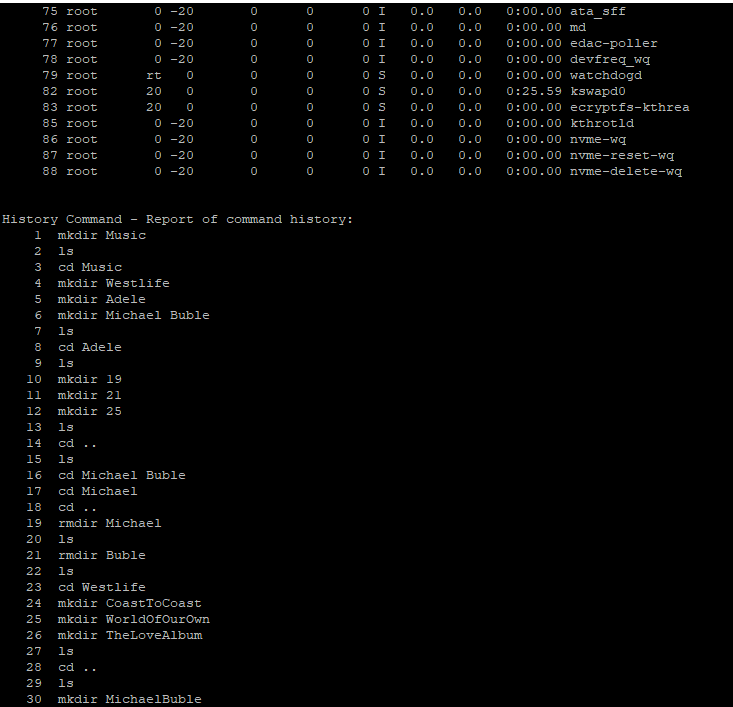 75 root 0 -20 0 0 0 I 0.0 0.0 0:00.00 ata_sff
76 root 0 -20 0 0 0 I 0.0 0.0 0:00.00 md
77 root 0 -20 0 0 0 I 0.0 0.0 0:00.00 edac-poller
78 root 0 -20 0 0 0 I 0.0 0.0 0:00.00 devfreq_wq
79 root rt 0 0 0 0 S 0.0 0.0 0:00.00 watchdogd
82 root 20 0 0 0 0 S 0.0 0.0 0:25.59 kswapd0
83 root 20 0 0 0 0 S 0.0 0.0 0:00.00 ecryptfs-kthrea
85 root 0 -20 0 0 0 I 0.0 0.0 0:00.00 kthrotld
86 root 0 -20 0 0 0 I 0.0 0.0 0:00.00 nvme-wq
87 root 0 -20 0 0 0 I 0.0 0.0 0:00.00 nvme-reset-wq
88 root 0 -20 0 0 0 I 0.0 0.0 0:00.00 nvme-delete-wq
History Command - Report of command history:
1 mkdir Music
2 ls
3 cd Music
4 mkdir Westlife
5 mkdir Adele
6 mkdir Michael Buble
7 ls
8 cd Adele
9 ls
10 mkdir 19
11 mkdir 21
12 mkdir 25
13 ls
14 cd ..
15 ls
16 cd Michael Buble
17 cd Michael
18 cd ..
19 rmdir Michael
20 ls
21 rmdir Buble
22 ls
23 cd Westlife
24 mkdir CoastToCoast
25 mkdir WorldOfOurOwn
26 mkdir TheLoveAlbum
27 ls
28 cd ..
29 ls
30 mkdir MichaelBuble